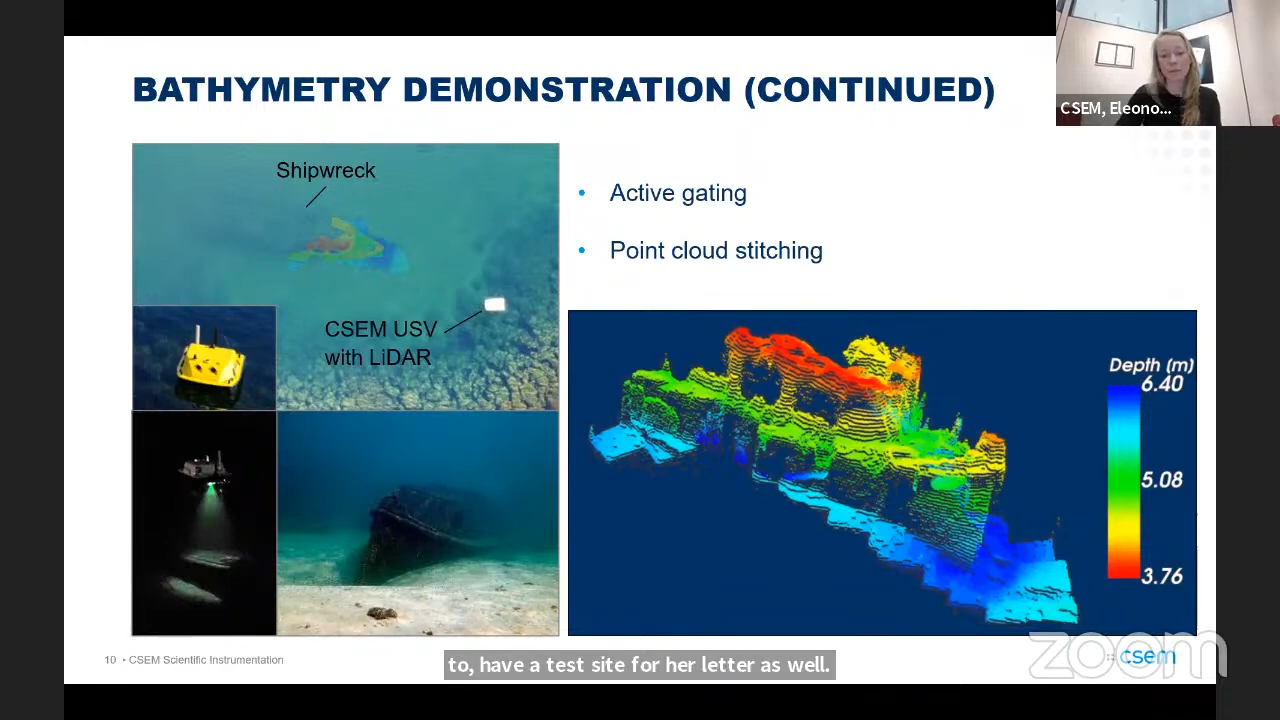 BATHYMETRY DEMONSTRATION (CONTINUED)
CSEM, Eleono...
Shipwreck
CSEM USV
with LiDAR
• Active gating
• Point cloud stitching
Depth (m)
6.40
5.08
3.76
10 • CSEM Scientific Instrumentation
to, have a test site for her letter as well.
zoom
csem